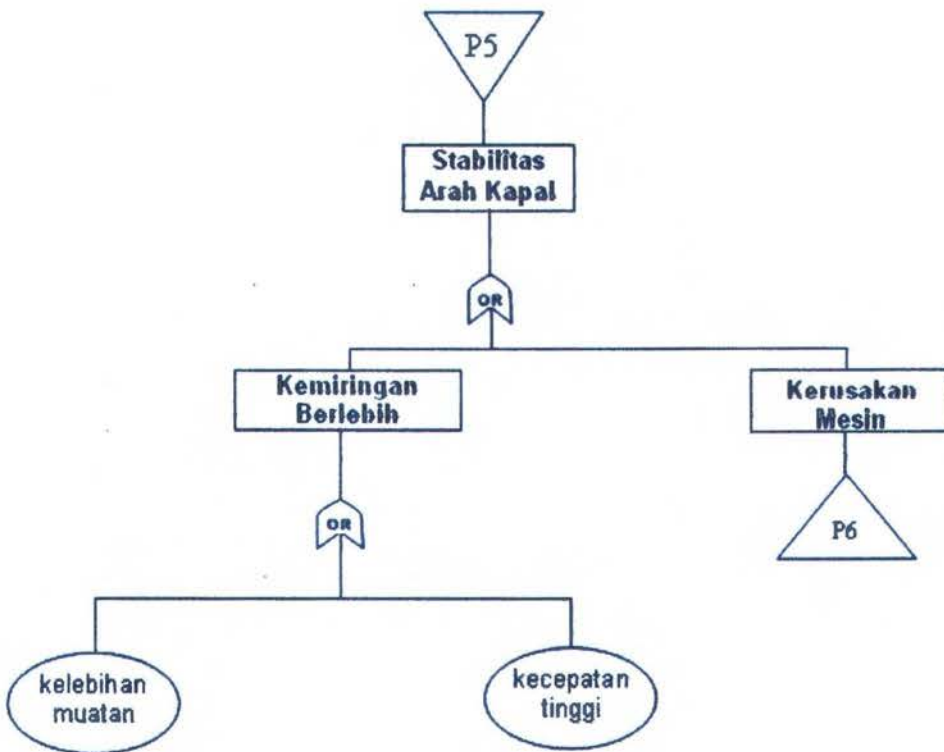 P5
Stabilitas
Arah Kapal
OR
Kemiringan
Berlebih
Kerusakan
Mesin
OR
P6
kelebihan
muatan
kecepatan
tinggi